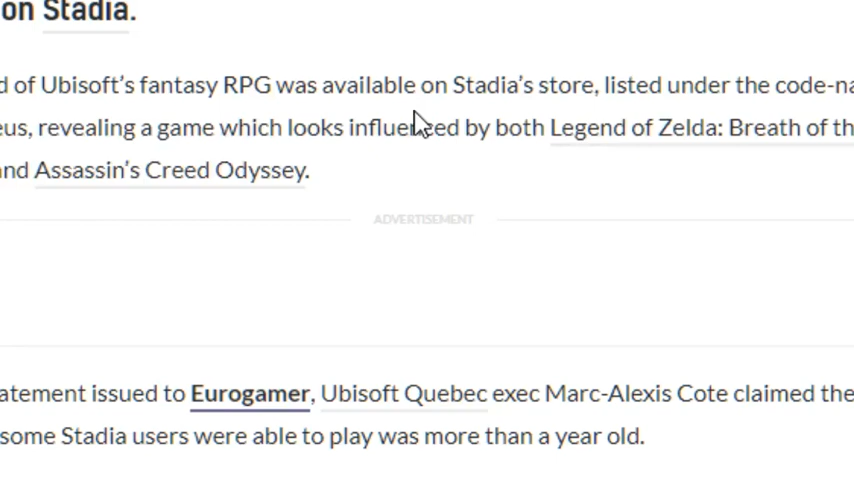 on Stadia.
d of Ubisoft's fantasy RPG was available on Stadia's store, listed under the code-na
eus, revealing a game which looks influenced by both Legend of Zelda: Breath of th
and Assassin's Creed Odyssey.
ADVERTISEMENT
atement issued to Eurogamer, Ubisoft Quebec exec Marc-Alexis Cote claimed the
some Stadia users were able to play was more than a year old.